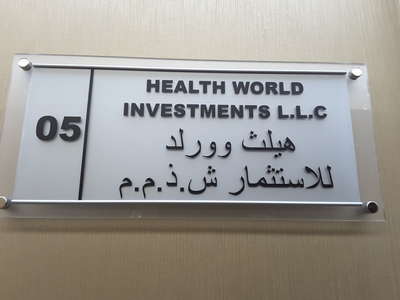 05
HEALTH WORLD
INVESTMENTS L.L.C
هيلث وورلد
للاستثمار ش.ذ.م.م